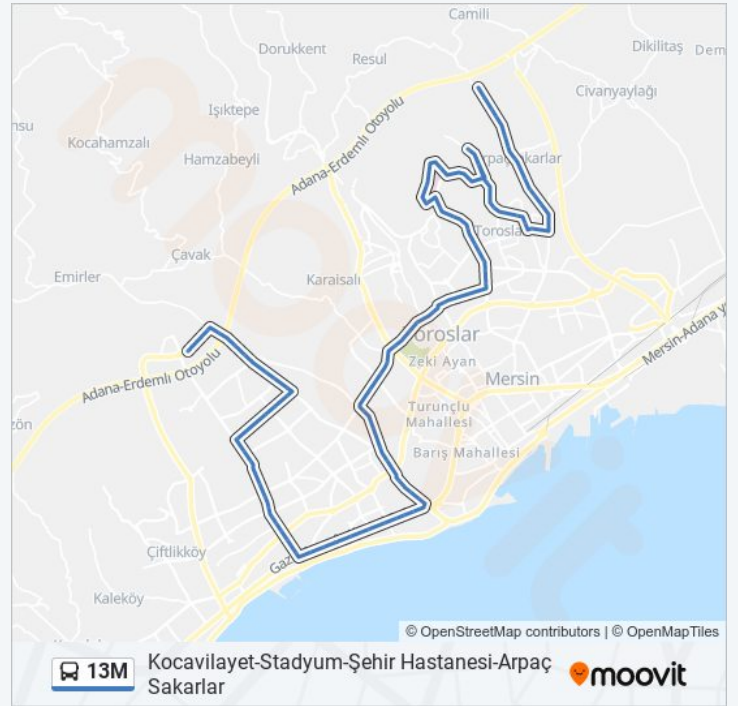 Camili
Dorukkent
Resul
Dikilitaş
Dem
Civanyaylağı
Işıktepe
Kocahamzalı
Hamzabeyli
Adana-Erdemli Otoyolu
Arpaçsakarlar
Toroslar
Çavak
Emirler
Karaisalı
Toroslar
Zeki Ayan
Mersin-Adana y
Adana-Erdemli Otoyolu
Mersin
Turunçlu
Mahallesi
Barış Mahallesi
Çiftlikköy
Gaz
Kaleköy
© OpenStreetMap contributors | © OpenMapTiles
13M
Kocavilayet-Stadyum-Şehir Hastanesi-Arpaç
Sakarlar
moovit